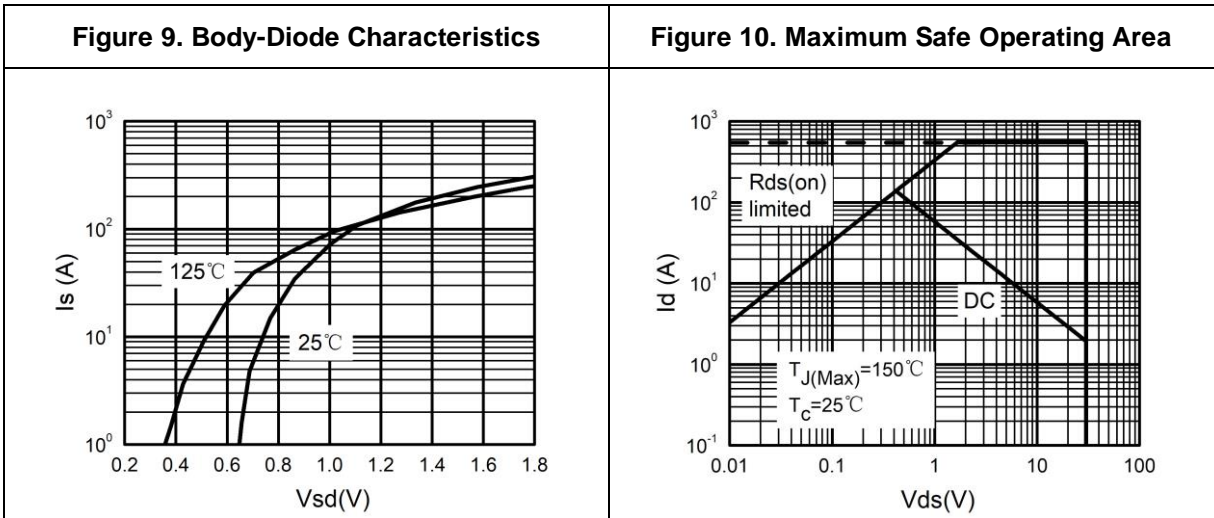 Figure 9. Body-Diode Characteristics
Figure 10. Maximum Safe Operating Area
10³
10²
10¹
10⁰
Is (A)
125℃
25℃
0.2 0.4 0.6 0.8 1.0 1.2 1.4 1.6 1.8
Vsd(V)
10³
10²
10¹
10⁰
10⁻¹
Id (A)
Rds(on)
limited
DC
T_J(Max)=150℃
T_c=25℃
0.01 0.1 1 10 100
Vds(V)